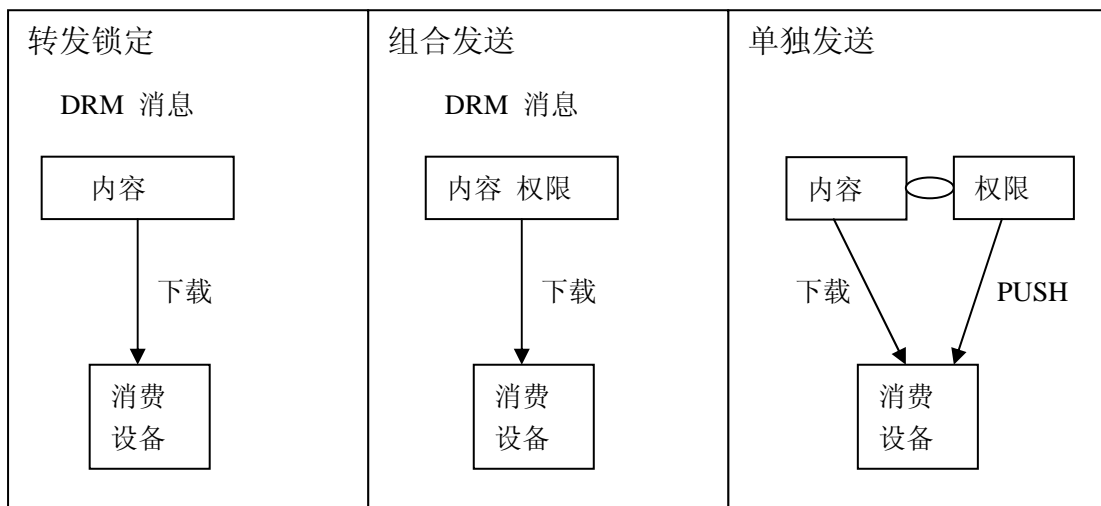 转发锁定
DRM 消息
内容
下载
消费
设备
组合发送
DRM 消息
内容 权限
下载
消费
设备
单独发送
内容
权限
下载
PUSH
消费
设备